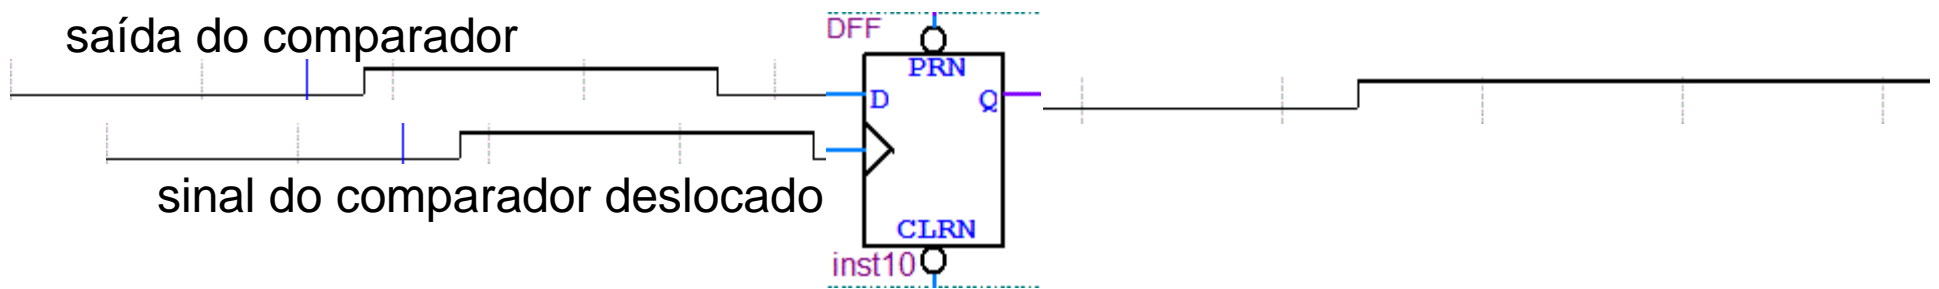 saída do comparador
DFF
PRN
D
Q
sinal do comparador deslocado
CLRN
inst10